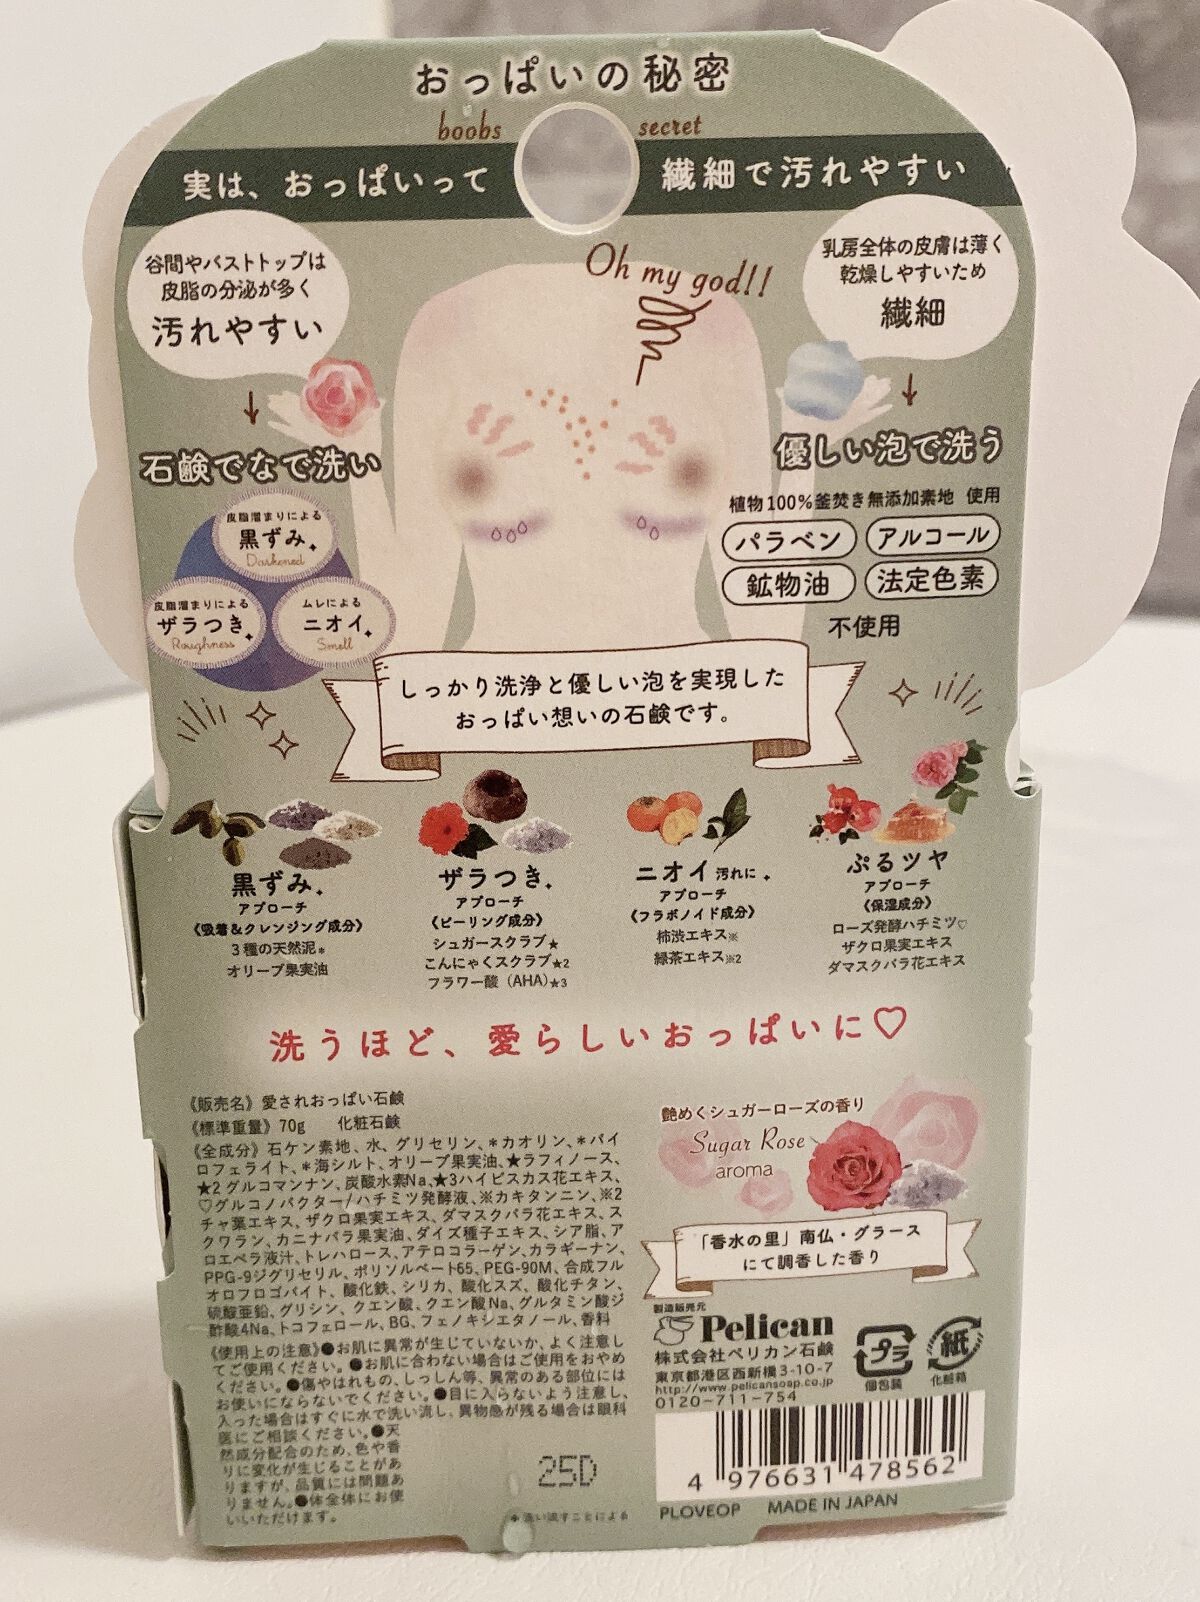 おっぱいの秘密
boobs secret
実は、おっぱいって 繊細で汚れやすい
谷間やバストトップは
皮脂の分泌が多く
汚れやすい
Oh my god!!
乳房全体の皮膚は薄く
乾燥しやすいため
繊細
石鹸でなで洗い
皮脂溜まりによる
黒ずみ
Darkened
皮脂溜まりによる
ザラつき
Roughness
ムレによる
ニオイ
Smell
優しい泡で洗う
植物100%釜焚き無添加素地 使用
パラベン アルコール
鉱物油 法定色素
不使用
しっかり洗浄と優しい泡を実現した
おっぱい想いの石鹸です。
黒ずみ
アプローチ
《吸着&クレンジング成分》
3種の天然泥*
オリーブ果実油
ザラつき
アプローチ
《ピーリング成分》
シュガースクラブ★
こんにゃくスクラブ★2
フラワー酸（AHA）★3
ニオイ汚れに
アプローチ
《フラボノイド成分》
柿渋エキス※
緑茶エキス※2
ぷるツヤ
アプローチ
《保湿成分》
ローズ発酵ハチミツ♡
ザクロ果実エキス
ダマスクバラ花エキス
洗うほど、愛らしいおっぱいに♡
《販売名》愛されおっぱい石鹸
《標準重量》70g 化粧石鹸
《全成分》石ケン素地、水、グリセリン、*カオリン、*パイ
ロフェライト、*海シルト、オリーブ果実油、★ラフィノース、
★2グルコマンナン、炭酸水素Na、★3ハイビスカス花エキス、
♡グルコノバクター/ハチミツ発酵液、※カキタンニン、※2
チャ葉エキス、ザクロ果実エキス、ダマスクバラ花エキス、ス
クワラン、カニナバラ果実油、ダイズ種子エキス、シア脂、ア
ロエベラ液汁、トレハロース、アテロコラーゲン、カラギーナン、
PPG-9ジグリセリル、ポリソルベート65、PEG-90M、合成フル
オロフロゴパイト、酸化鉄、シリカ、酸化スズ、酸化チタン、
硫酸亜鉛、グリシン、クエン酸、クエン酸Na、グルタミン酸ジ
酢酸4Na、トコフェロール、BG、フェノキシエタノール、香料
《使用上の注意》●お肌に異常が生じていないか、よく注意し
てご使用ください。●お肌に合わない場合はご使用をおやめ
ください。●傷やはれもの、しっしん等、異常のある部位には
お使いにならないでください。●目に入らないよう注意し、
入った場合はすぐに水で洗い流し、異物感が残る場合は眼科
医にご相談ください。●天
然成分配合のため、色や香
りに変化が生じることがあ
りますが、品質には問題あ
りません。●体全体にお使
いいただけます。
25D
*洗い流すことによる
艶めくシュガーローズの香り
Sugar Rose
aroma
「香水の里」南仏・グラース
にて調香した香り
製造販売元
Pelican
株式会社ペリカン石鹸
東京都港区西新橋3-10-7
http://www.pelicansoap.co.jp
0120-711-754
プラ
個包装
紙
化粧箱
4 976631 478562
PLOVEOP MADE IN JAPAN